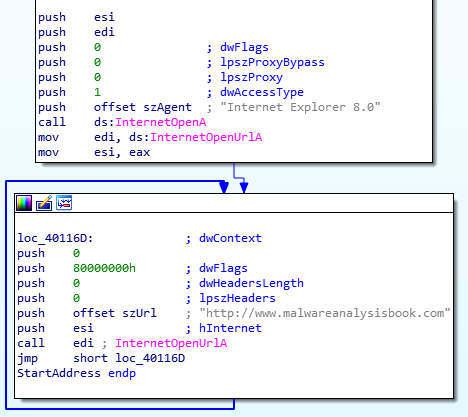 push    esi
push    edi
push    0               ; dwFlags
push    0               ; lpszProxyBypass
push    0               ; lpszProxy
push    1               ; dwAccessType
push    offset szAgent  ; "Internet Explorer 8.0"
call    ds:InternetOpenA
mov     edi, ds:InternetOpenUrlA
mov     esi, eax
loc_40116D:             ; dwContext
push    0
push    80000000h       ; dwFlags
push    0               ; dwHeadersLength
push    0               ; lpszHeaders
push    offset szUrl    ; "http://www.malwareanalysisbook.com"
push    esi             ; hInternet
call    edi ; InternetOpenUrlA
jmp     short loc_40116D
StartAddress endp